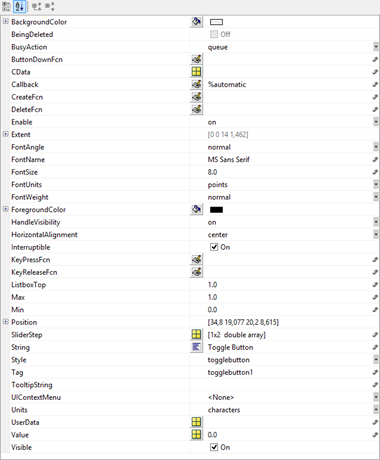 BackgroundColor
BeingDeleted Off
BusyAction queue
ButtonDownFcn
CData
Callback %automatic
CreateFcn
DeleteFcn
Enable on
Extent [0 0 14 1,462]
FontAngle normal
FontName MS Sans Serif
FontSize 8.0
FontUnits points
FontWeight normal
ForegroundColor
HandleVisibility on
HorizontalAlignment center
Interruptible On
KeyPressFcn
KeyReleaseFcn
ListboxTop 1.0
Max 1.0
Min 0.0
Position [34,8 19,077 20,2 8,615]
SliderStep [1x2 double array]
String Toggle Button
Style togglebutton
Tag togglebutton1
TooltipString
UIContextMenu <None>
Units characters
UserData
Value 0.0
Visible On